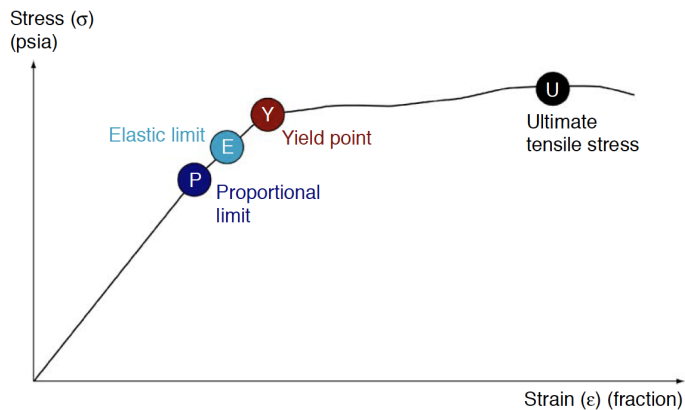 Stress (σ)
(psia)
Y
Elastic limit
E
Yield point
U
Ultimate
tensile stress
P
Proportional
limit
Strain (ε) (fraction)